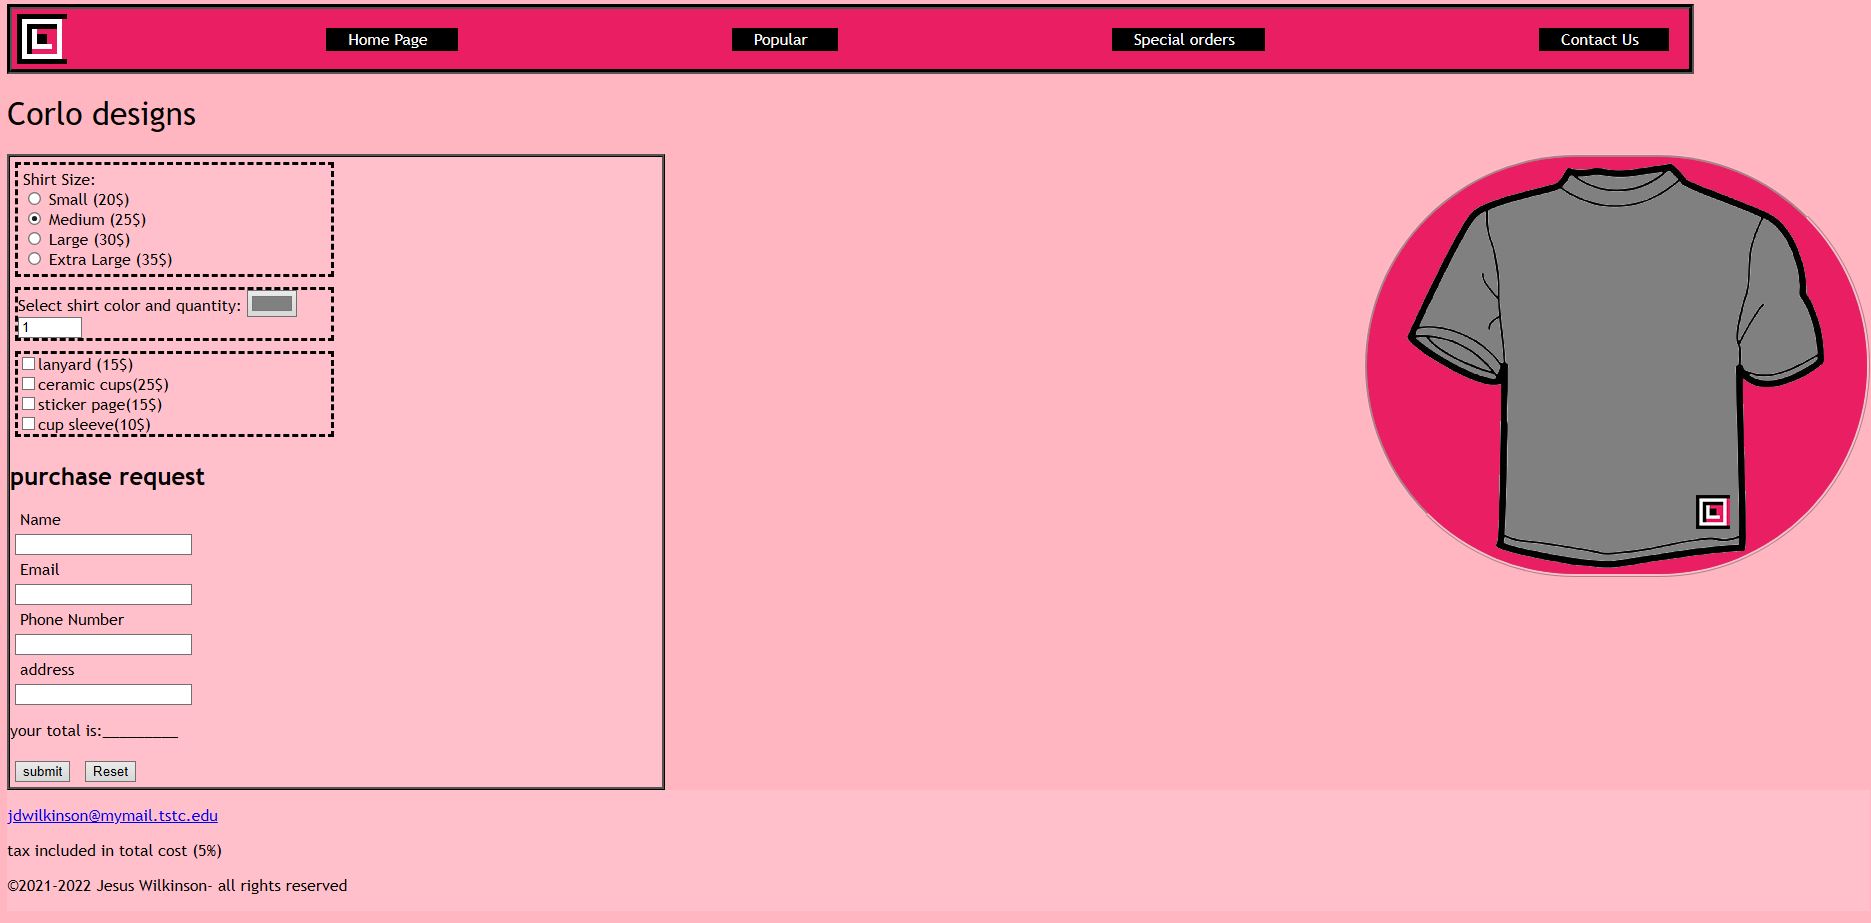 Home Page Popular Special orders Contact Us
Corlo designs
Shirt Size:
Small (20$)
Medium (25$)
Large (30$)
Extra Large (35$)
Select shirt color and quantity:
1
lanyard (15$)
ceramic cups(25$)
sticker page(15$)
cup sleeve(10$)
purchase request
Name
Email
Phone Number
address
your total is:_________
submit Reset
jdwilkinson@mymail.tstc.edu
tax included in total cost (5%)
©2021-2022 Jesus Wilkinson- all rights reserved